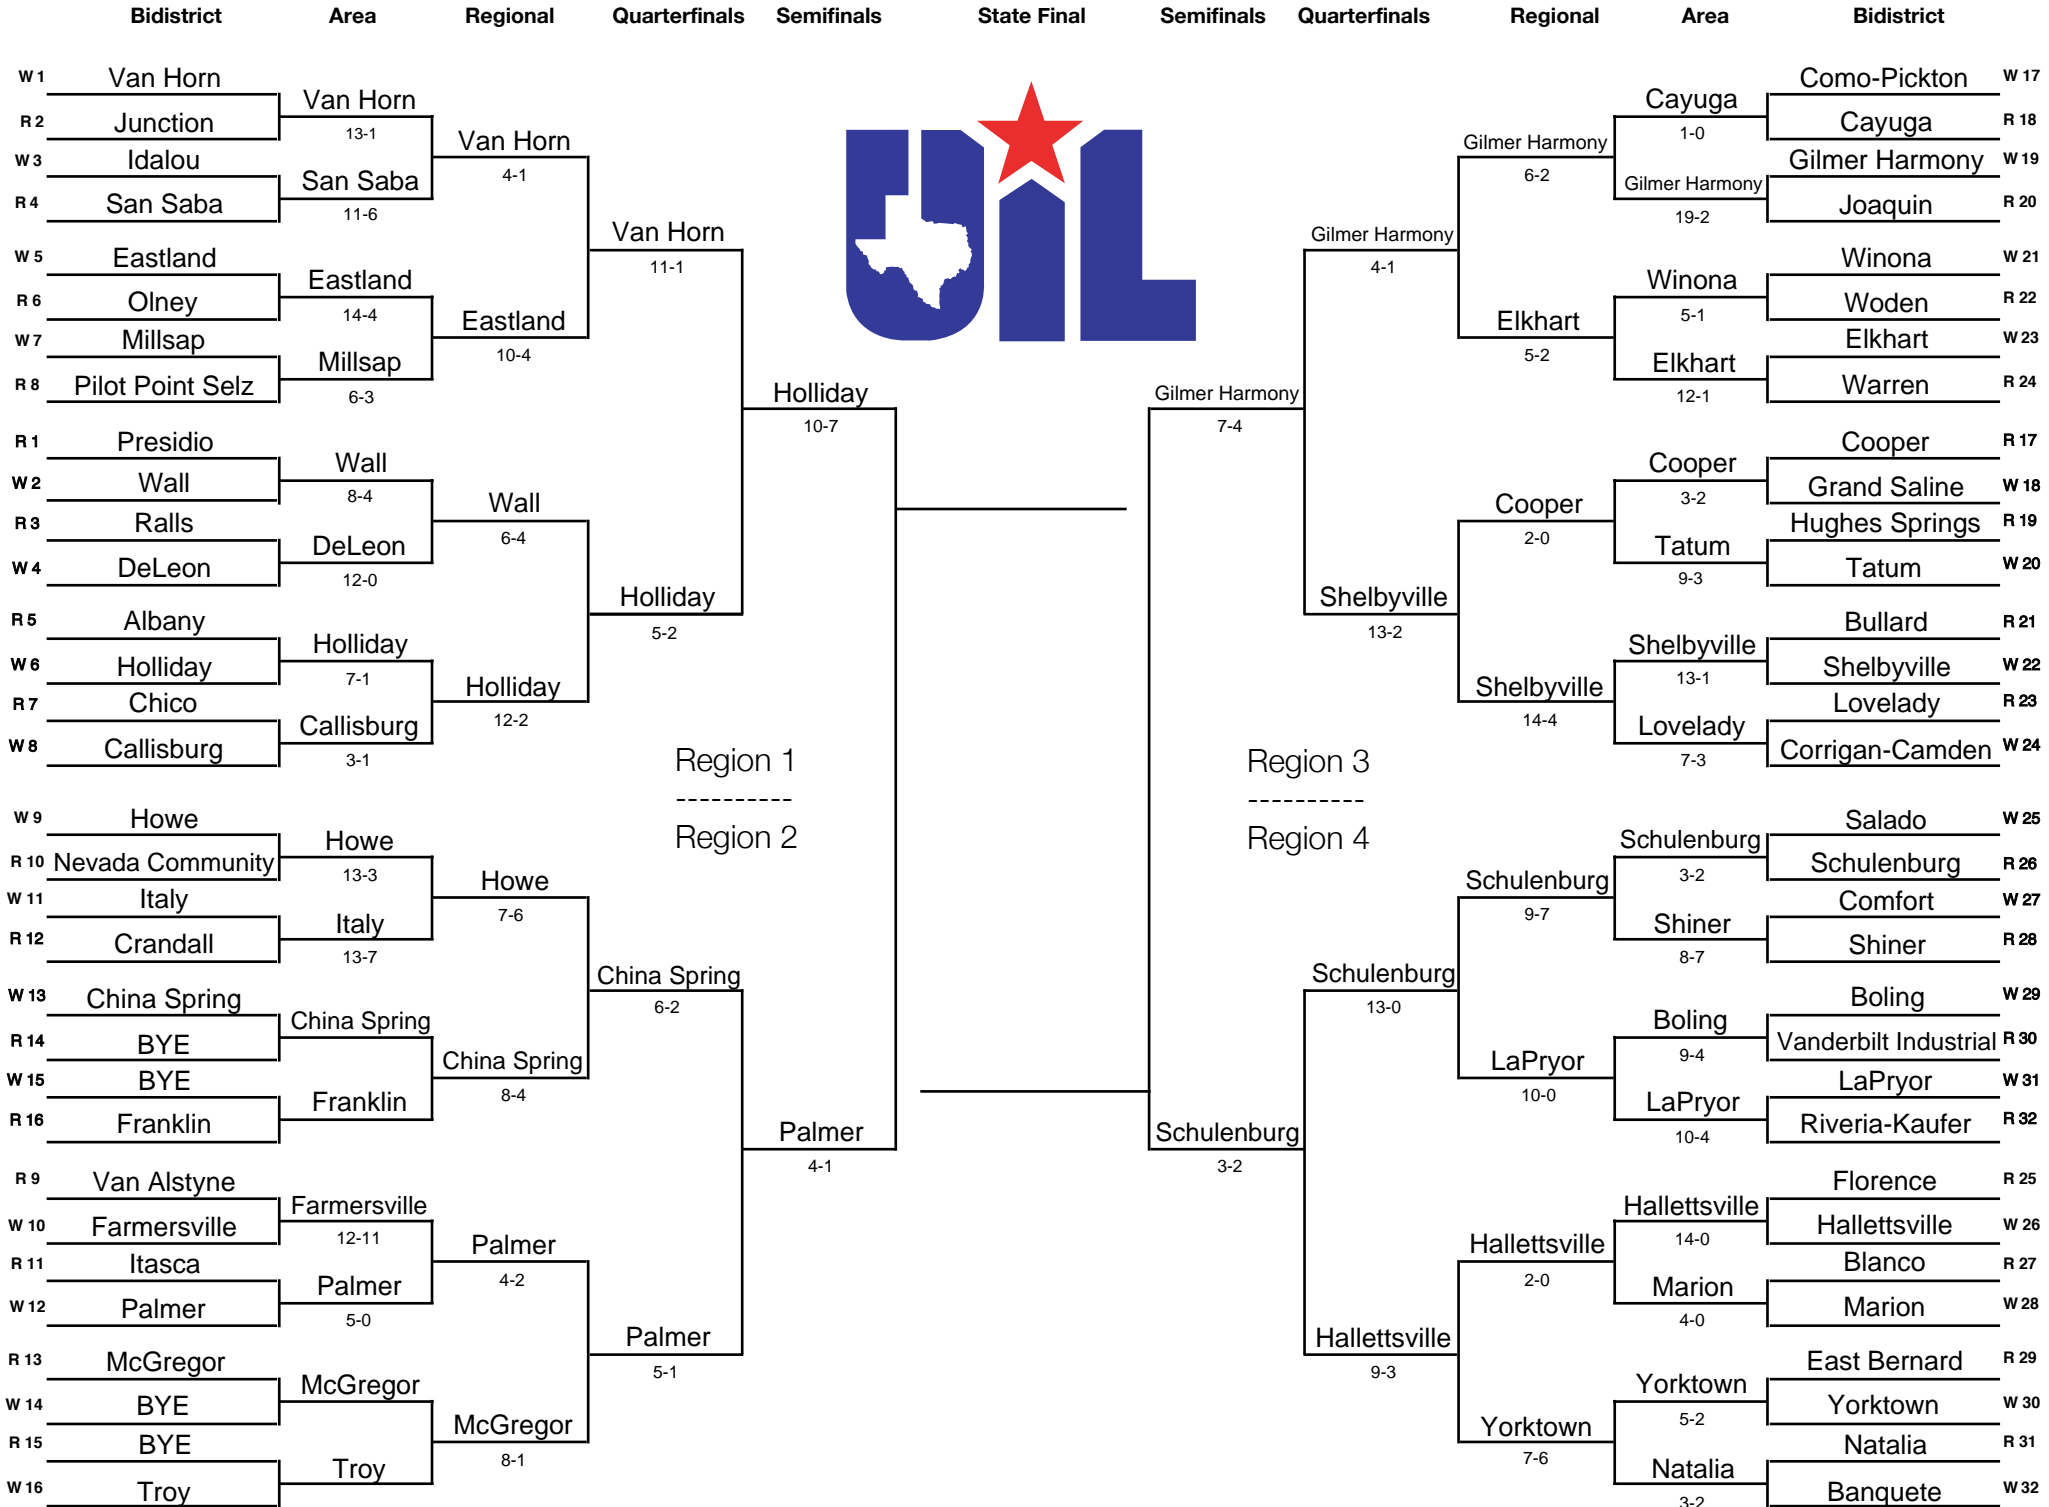 Bidistrict Area Regional Quarterfinals Semifinals State Final Semifinals Quarterfinals Regional Area Bidistrict
W 1 Van Horn
R 2 Junction
W 3 Idalou
R 4 San Saba
W 5 Eastland
R 6 Olney
W 7 Millsap
R 8 Pilot Point Selz
R 1 Presidio
W 2 Wall
R 3 Ralls
W 4 DeLeon
R 5 Albany
W 6 Holliday
R 7 Chico
W 8 Callisburg
W 9 Howe
R 10 Nevada Community
W 11 Italy
R 12 Crandall
W 13 China Spring
R 14 BYE
W 15 BYE
R 16 Franklin
R 9 Van Alstyne
W 10 Farmersville
R 11 Itasca
W 12 Palmer
R 13 McGregor
W 14 BYE
R 15 BYE
W 16 Troy
Van Horn
13-1
San Saba
11-6
Eastland
14-4
Millsap
6-3
Wall
8-4
DeLeon
12-0
Holliday
7-1
Callisburg
3-1
Howe
13-3
Italy
13-7
China Spring
Franklin
Farmersville
12-11
Palmer
5-0
McGregor
Troy
Van Horn
4-1
Eastland
10-4
Wall
6-4
Holliday
12-2
Howe
7-6
China Spring
8-4
Palmer
4-2
McGregor
8-1
Van Horn
11-1
Holliday
5-2
China Spring
6-2
Palmer
5-1
Holliday
10-7
Palmer
4-1
Region 1
----------
Region 2
UIL
Region 3
----------
Region 4
Gilmer Harmony
7-4
Schulenburg
3-2
Gilmer Harmony
4-1
Shelbyville
13-2
Schulenburg
13-0
Hallettsville
9-3
Gilmer Harmony
6-2
Elkhart
5-2
Cooper
2-0
Shelbyville
14-4
Schulenburg
9-7
LaPryor
10-0
Hallettsville
2-0
Yorktown
7-6
Cayuga
1-0
Gilmer Harmony
19-2
Winona
5-1
Elkhart
12-1
Cooper
3-2
Tatum
9-3
Shelbyville
13-1
Lovelady
7-3
Schulenburg
3-2
Shiner
8-7
Boling
9-4
LaPryor
10-4
Hallettsville
14-0
Marion
4-0
Yorktown
5-2
Natalia
3-2
Como-Pickton W 17
Cayuga R 18
Gilmer Harmony W 19
Joaquin R 20
Winona W 21
Woden R 22
Elkhart W 23
Warren R 24
Cooper R 17
Grand Saline W 18
Hughes Springs R 19
Tatum W 20
Bullard R 21
Shelbyville W 22
Lovelady R 23
Corrigan-Camden W 24
Salado W 25
Schulenburg R 26
Comfort W 27
Shiner R 28
Boling W 29
Vanderbilt Industrial R 30
LaPryor W 31
Riveria-Kaufer R 32
Florence R 25
Hallettsville W 26
Blanco R 27
Marion W 28
East Bernard R 29
Yorktown W 30
Natalia R 31
Banquete W 32